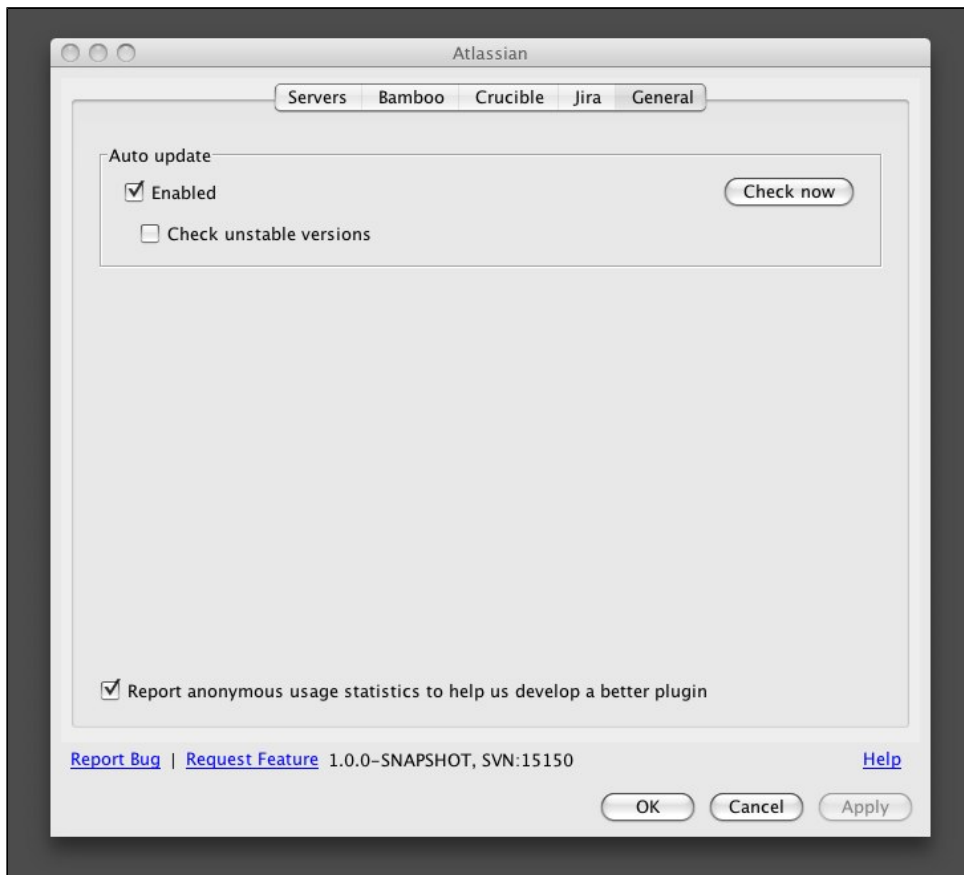 Atlassian
Servers Bamboo Crucible Jira General
Auto update
Enabled Check now
Check unstable versions
Report anonymous usage statistics to help us develop a better plugin
Report Bug | Request Feature 1.0.0-SNAPSHOT, SVN:15150 Help
OK Cancel Apply